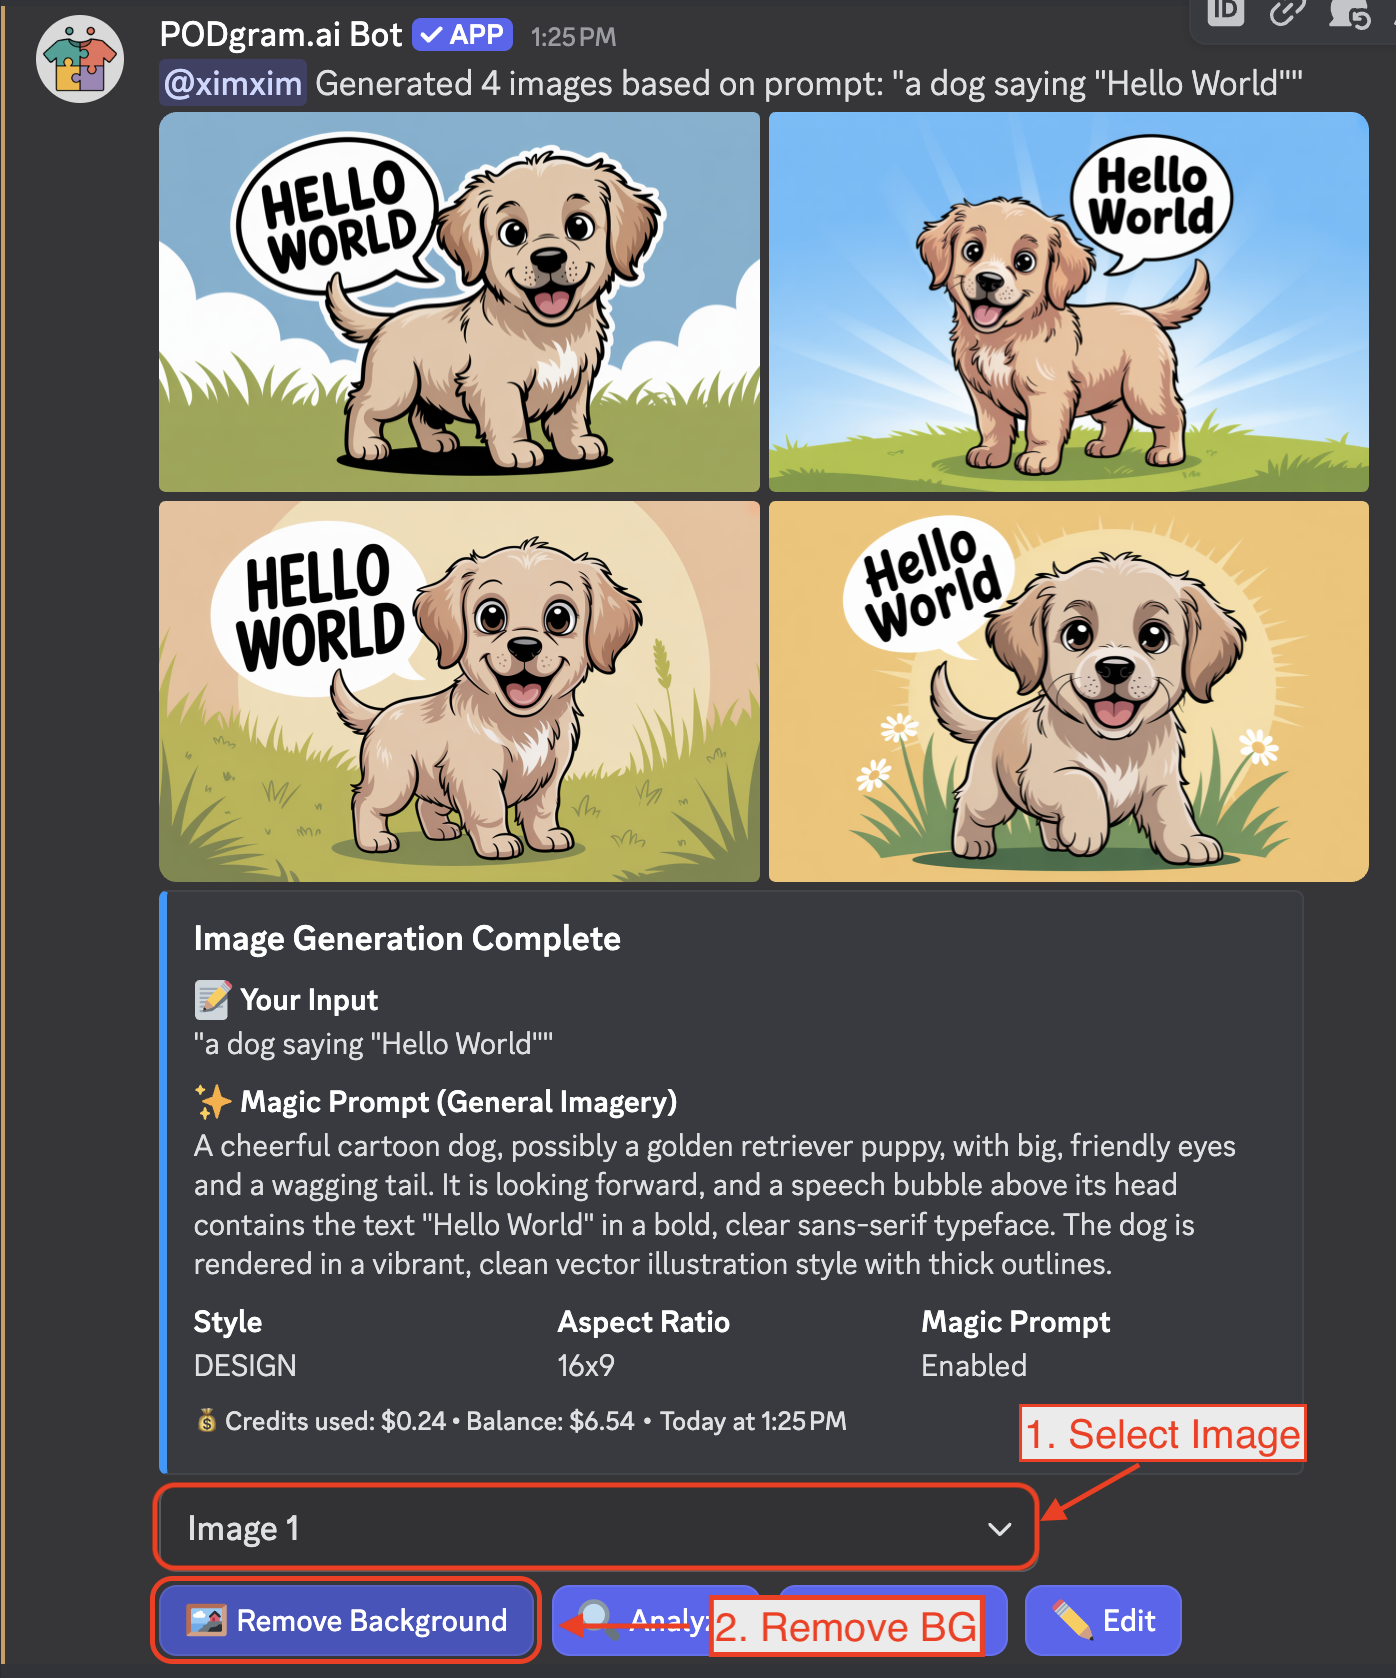 PODgram.ai Bot ✓ APP 1:25 PM
ID
@ximxim Generated 4 images based on prompt: "a dog saying "Hello World""
HELLO
WORLD
Hello
World
HELLO
WORLD
Hello
World
Image Generation Complete
📝 Your Input
"a dog saying "Hello World""
✨ Magic Prompt (General Imagery)
A cheerful cartoon dog, possibly a golden retriever puppy, with big, friendly eyes
and a wagging tail. It is looking forward, and a speech bubble above its head
contains the text "Hello World" in a bold, clear sans-serif typeface. The dog is
rendered in a vibrant, clean vector illustration style with thick outlines.
Style Aspect Ratio Magic Prompt
DESIGN 16x9 Enabled
💰 Credits used: $0.24 • Balance: $6.54 • Today at 1:25 PM
1. Select Image
Image 1
Remove Background
2. Remove BG
Edit